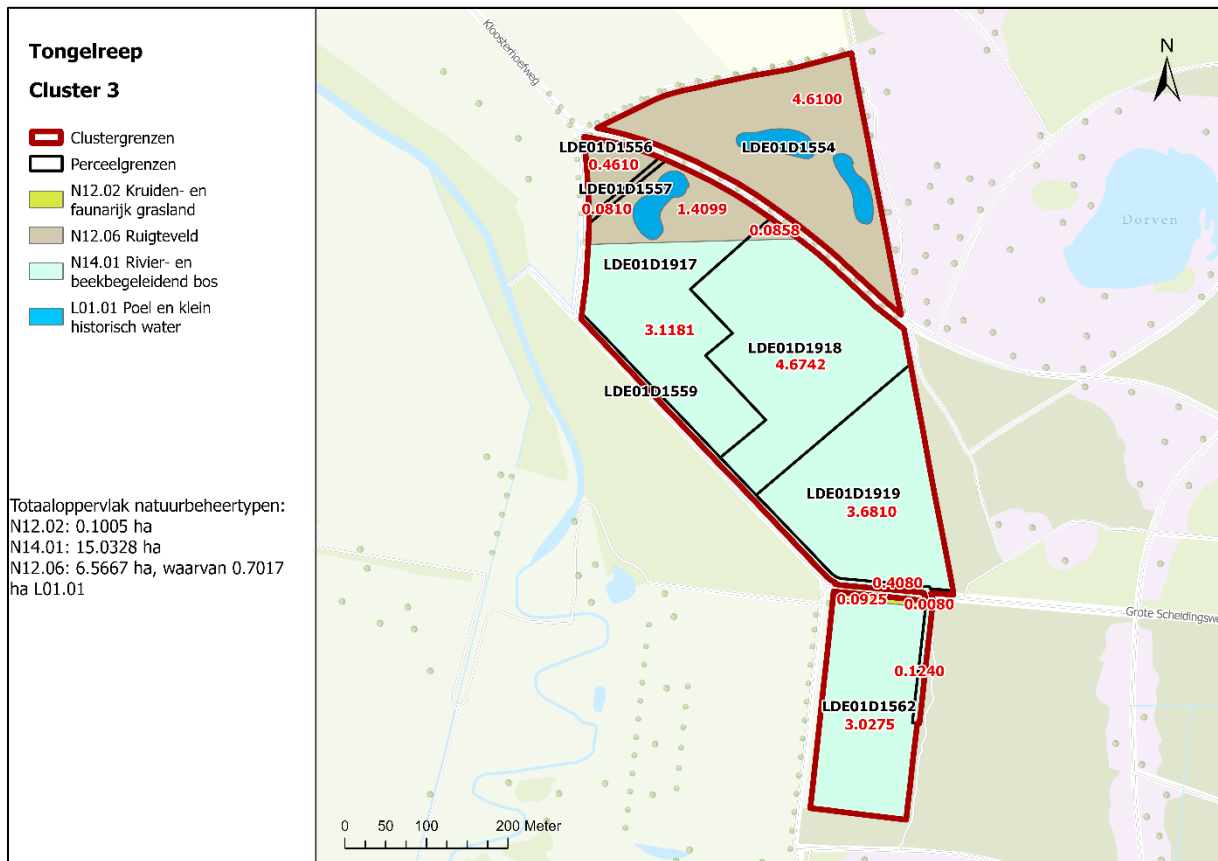 Tongelreep
Cluster 3
Clustergrenzen
Perceelgrenzen
N12.02 Kruiden- en
faunarijk grasland
N12.06 Ruigteveld
N14.01 Rivier- en
beekbegeleidend bos
L01.01 Poel en klein
historisch water
Totaaloppervlak natuurbeheertypen:
N12.02: 0.1005 ha
N14.01: 15.0328 ha
N12.06: 6.5667 ha, waarvan 0.7017
ha L01.01
Kloosterhoefweg
N
4.6100
LDE01D1556
0.4610
LDE01D1554
LDE01D1557
0.0810
1.4099
Dorven
0.0858
LDE01D1917
3.1181
LDE01D1918
4.6742
LDE01D1559
LDE01D1919
3.6810
0.4080
0.0925
0.0080
Grote Scheidingsw
0.1240
LDE01D1562
3.0275
0 50 100 200 Meter